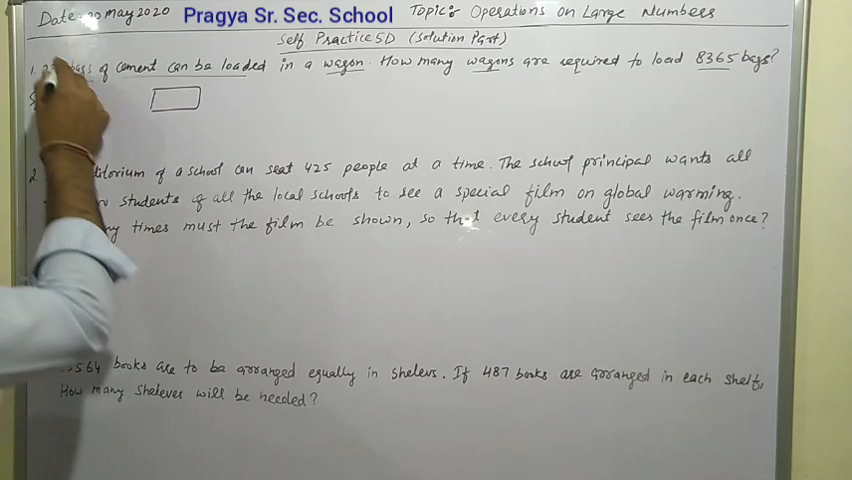 Date: 20 May 2020 Pragya Sr. Sec. School Topic: Operations On Large Numbers
Self Practice 5D (Solution Part)
1. bags of cement can be loaded in a wagon. How many wagons are required to load 8365 bags?
2 of a school can seat 425 people at a time. The school principal wants all
students of all the local schools to see a special film on global warming.
times must the film be shown, so that every student sees the film once?
564 books are to be arranged equally in shelevs. If 487 books are arranged in each shelf,
How many sheleves will be needed?